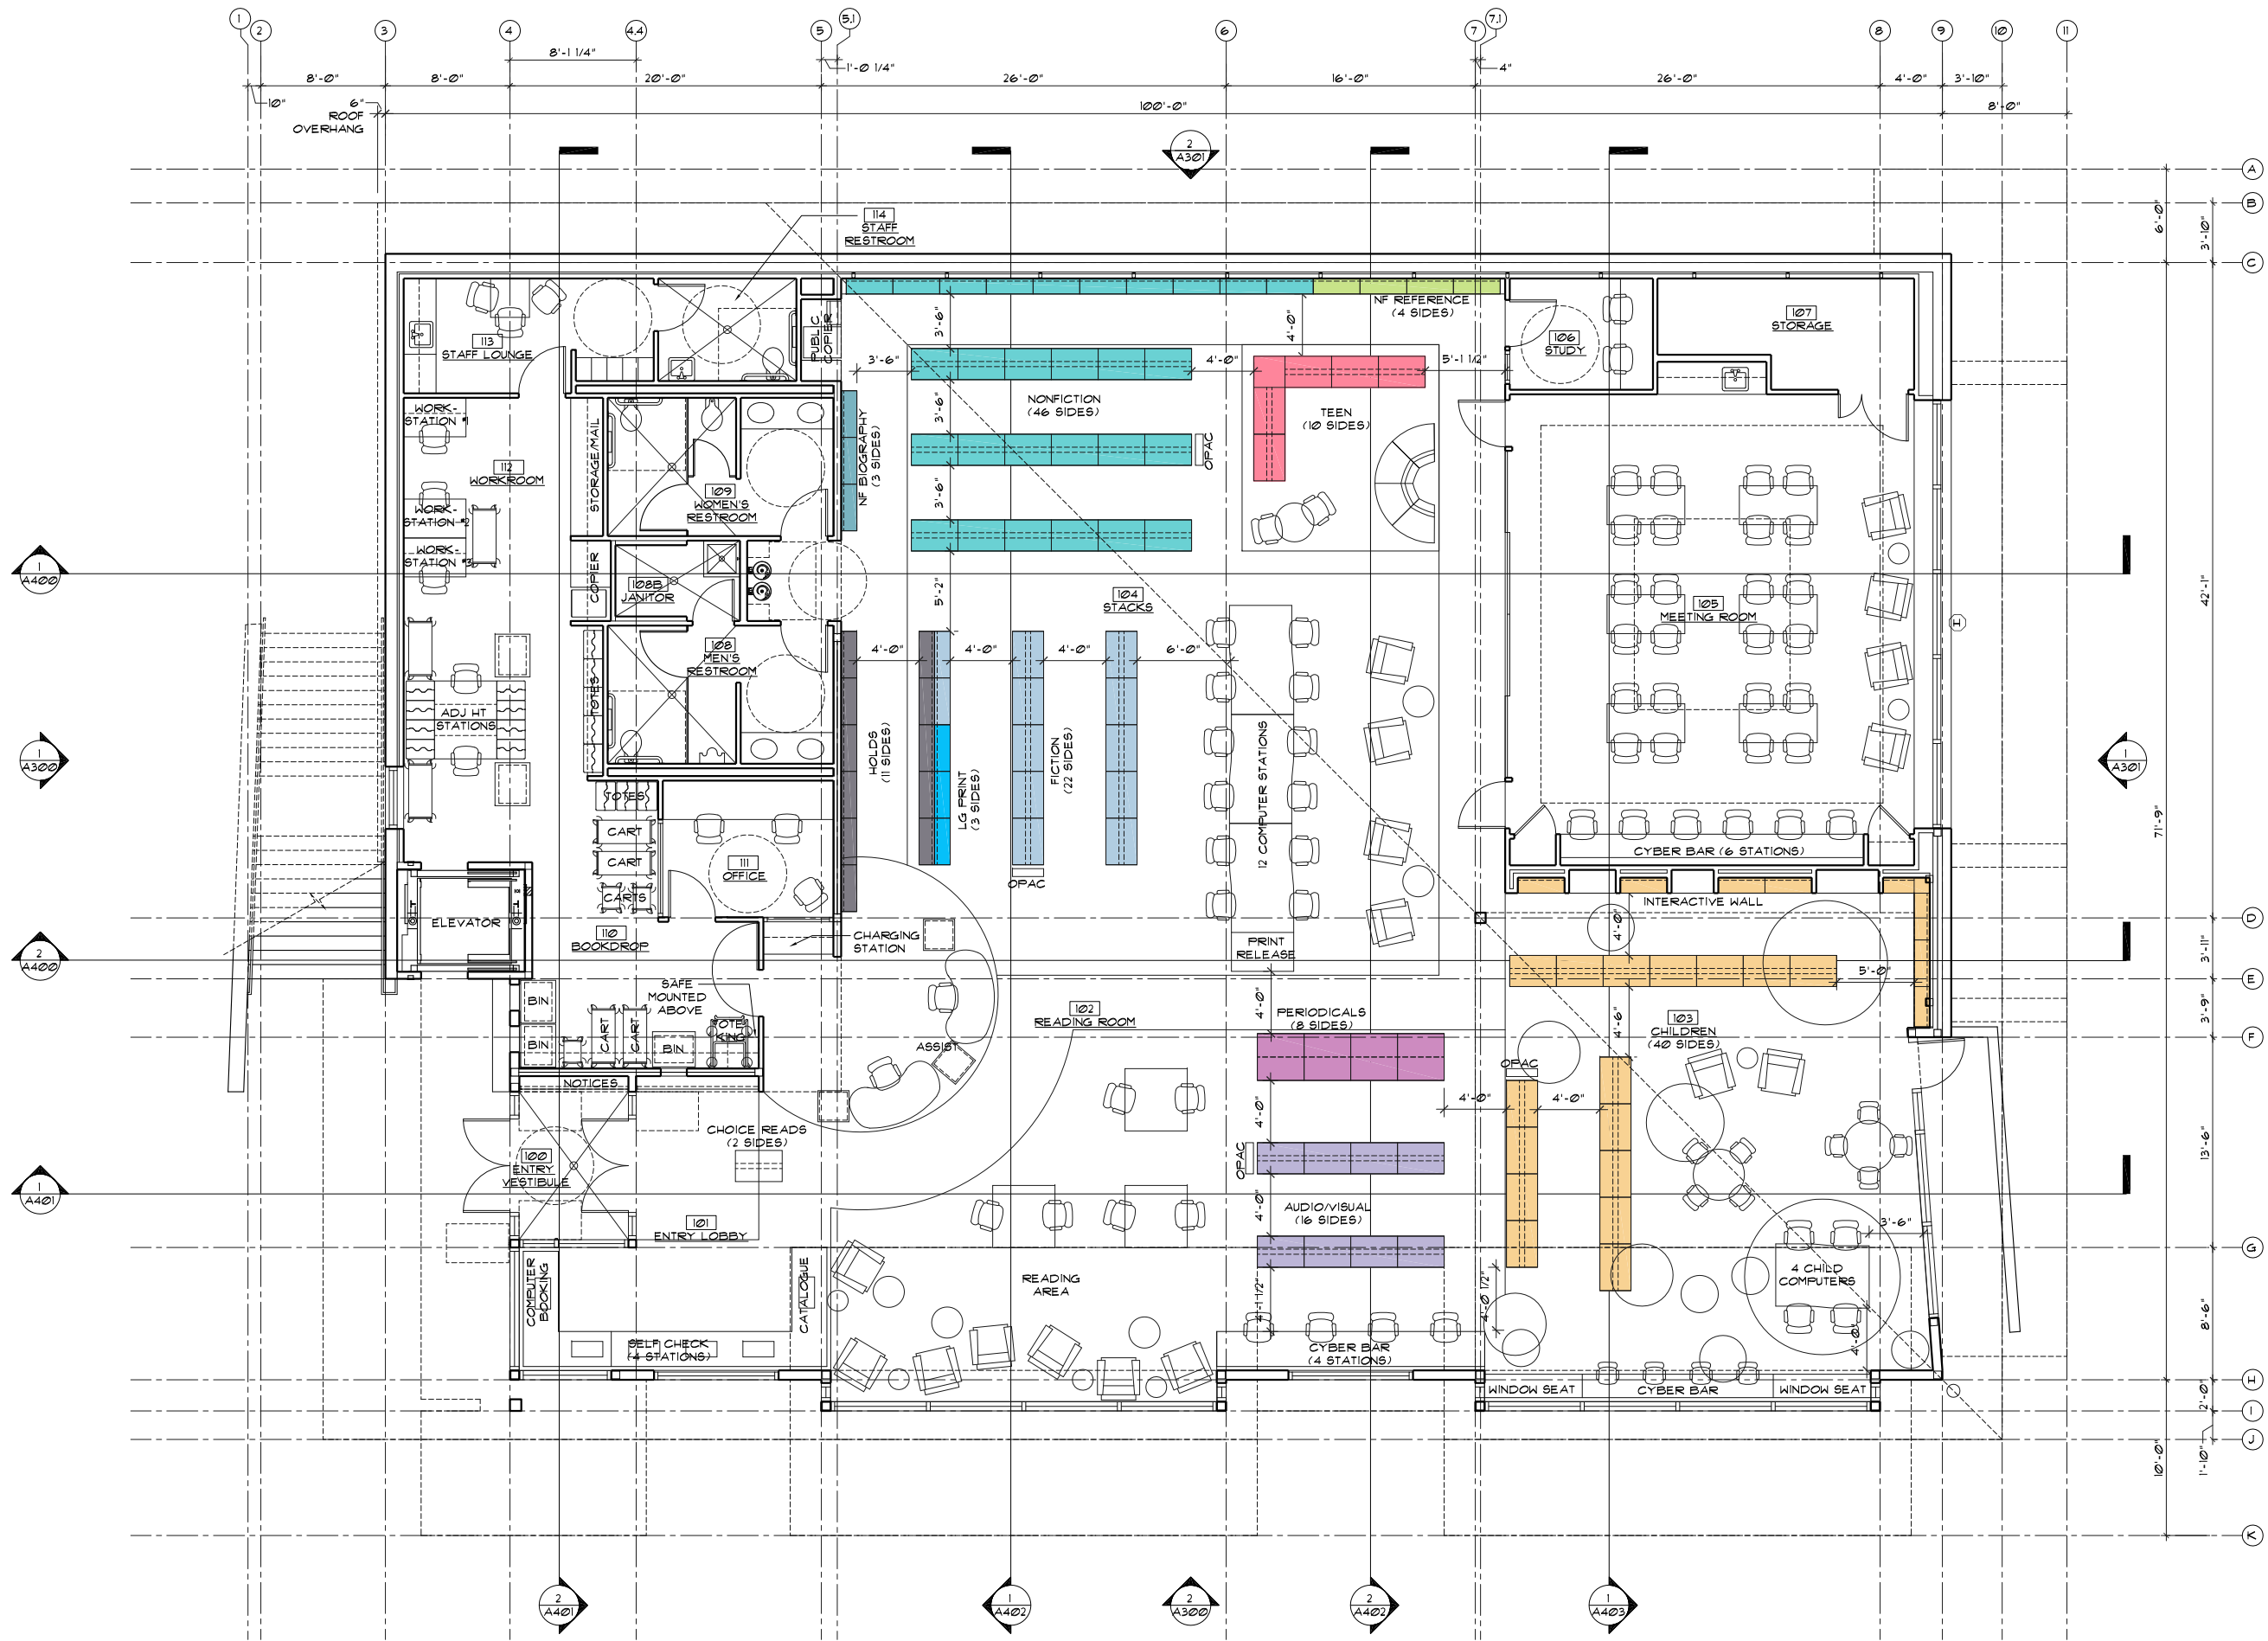 1
2
3
4
4.4
5
5.1
6
7
7.1
8
9
10
11
8'-1 1/4"
1'-0 1/4"
4"
8'-0"
8'-0"
20'-0"
26'-0"
16'-0"
26'-0"
4'-0"
3'-10"
10"
6"
ROOF
OVERHANG
100'-0"
8'-0"
2
A301
A
B
C
D
E
F
G
H
I
J
K
6'-0"
3'-10"
42'-1"
71'-9"
3'-11"
3'-9"
13'-6"
8'-6"
2'-0"
1'-10"
10'-0"
114
STAFF
RESTROOM
113
STAFF LOUNGE
PUBLIC
COPIER
NF REFERENCE
(4 SIDES)
106
STUDY
107
STORAGE
3'-6"
4'-0"
3'-6"
4'-0"
5'-1 1/2"
WORK-
STATION #1
112
WORKROOM
WORK-
STATION #2
WORK-
STATION #3
STORAGE/MAIL
109
WOMEN'S
RESTROOM
NF BIOGRAPHY
(3 SIDES)
NONFICTION
(46 SIDES)
3'-6"
3'-6"
OPAC
TEEN
(10 SIDES)
COPIER
108B
JANITOR
5'-2"
104
STACKS
105
MEETING ROOM
H
1
A400
108
MEN'S
RESTROOM
TOTES
4'-0"
4'-0"
4'-0"
6'-0"
ADJ HT
STATIONS
HOLDS
(11 SIDES)
LG PRINT
(3 SIDES)
FICTION
(22 SIDES)
12 COMPUTER STATIONS
1
A300
1
A301
TOTES
CART
CART
CARTS
111
OFFICE
OPAC
CYBER BAR (6 STATIONS)
INTERACTIVE WALL
4'-0"
ELEVATOR
110
BOOKDROP
CHARGING
STATION
PRINT
RELEASE
2
A400
5'-0"
BIN
BIN
CART
CART
BIN
SAFE
MOUNTED
ABOVE
TOTE
KING
102
READING ROOM
ASSIST
4'-0"
PERIODICALS
(8 SIDES)
4'-6"
103
CHILDREN
(40 SIDES)
OPAC
NOTICES
CHOICE READS
(2 SIDES)
4'-0"
4'-0"
4'-0"
100
ENTRY
VESTIBULE
OPAC
1
A401
101
ENTRY LOBBY
4'-0"
AUDIO/VISUAL
(16 SIDES)
3'-6"
COMPUTER
BOOKING
CATALOGUE
READING
AREA
4 CHILD
COMPUTERS
4'-1 1/2"
4'-0 1/2"
4'-0"
SELF CHECK
(4 STATIONS)
CYBER BAR
(4 STATIONS)
WINDOW SEAT
CYBER BAR
WINDOW SEAT
2
A401
1
A402
2
A300
2
A402
1
A403